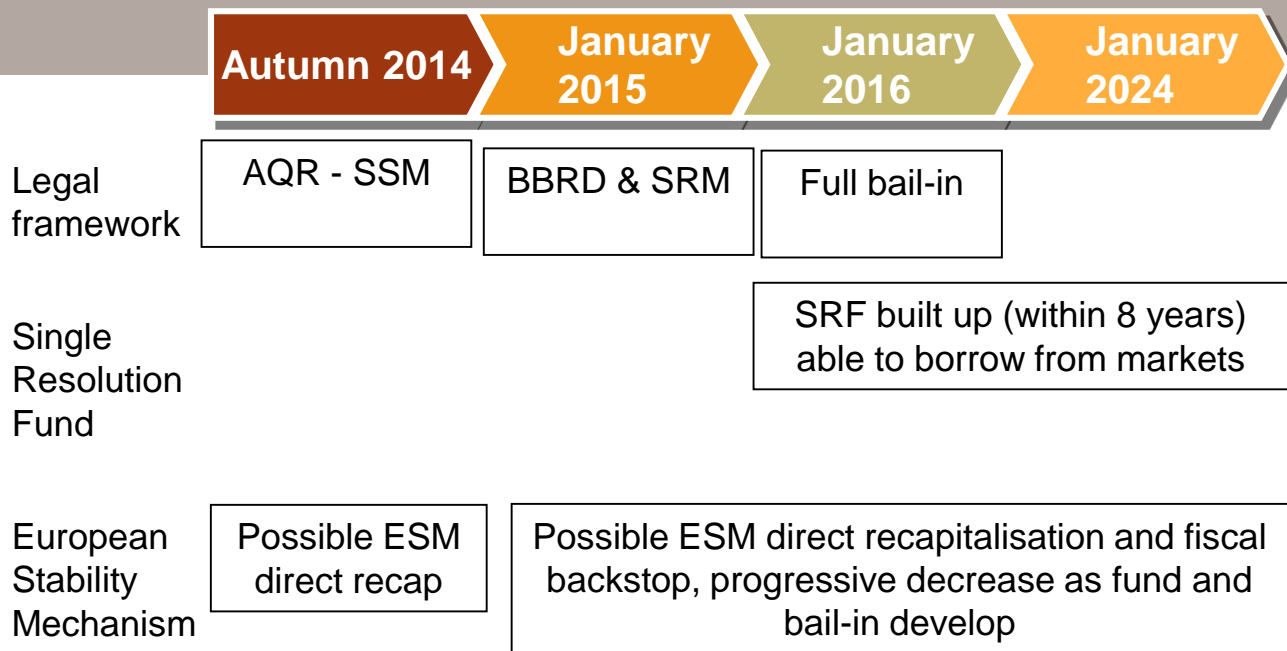 Autumn 2014
January
2015
January
2016
January
2024
Legal
framework
AQR - SSM
BBRD & SRM
Full bail-in
Single
Resolution
Fund
SRF built up (within 8 years)
able to borrow from markets
European
Stability
Mechanism
Possible ESM
direct recap
Possible ESM direct recapitalisation and fiscal
backstop, progressive decrease as fund and
bail-in develop